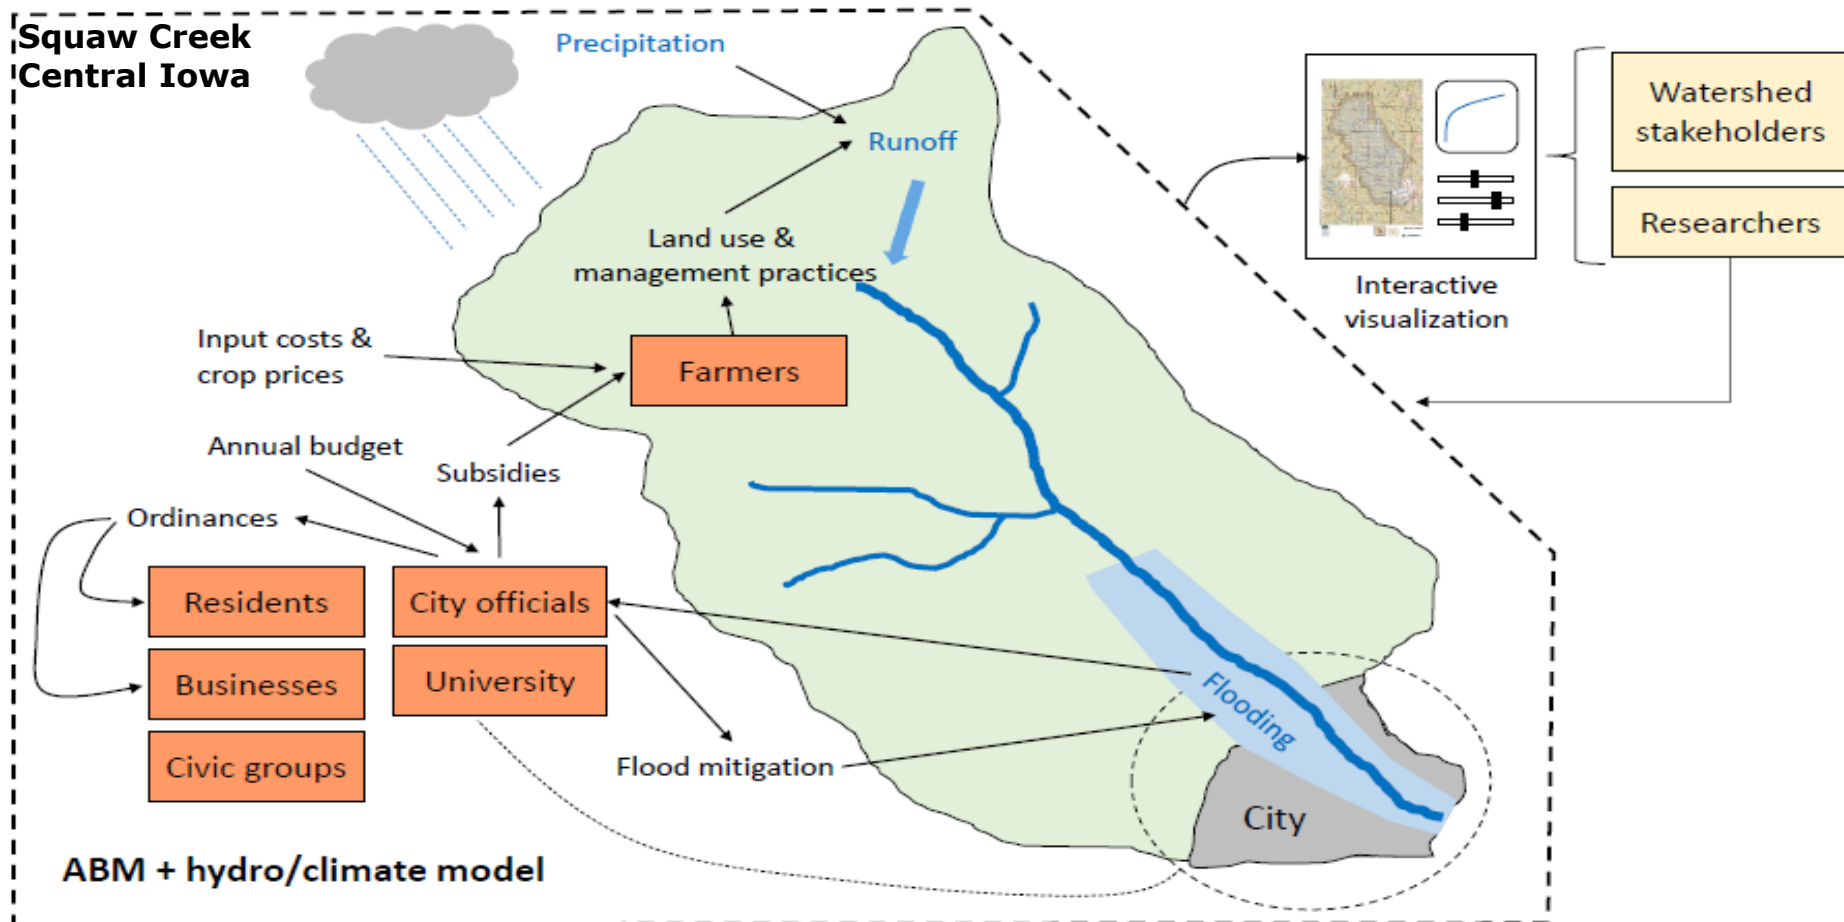 Squaw Creek
Central Iowa
Precipitation
Runoff
Land use &
management practices
Input costs &
crop prices
Farmers
Annual budget
Subsidies
Ordinances
Residents
City officials
Businesses
University
Civic groups
Flood mitigation
Flooding
City
ABM + hydro/climate model
Interactive
visualization
Watershed
stakeholders
Researchers